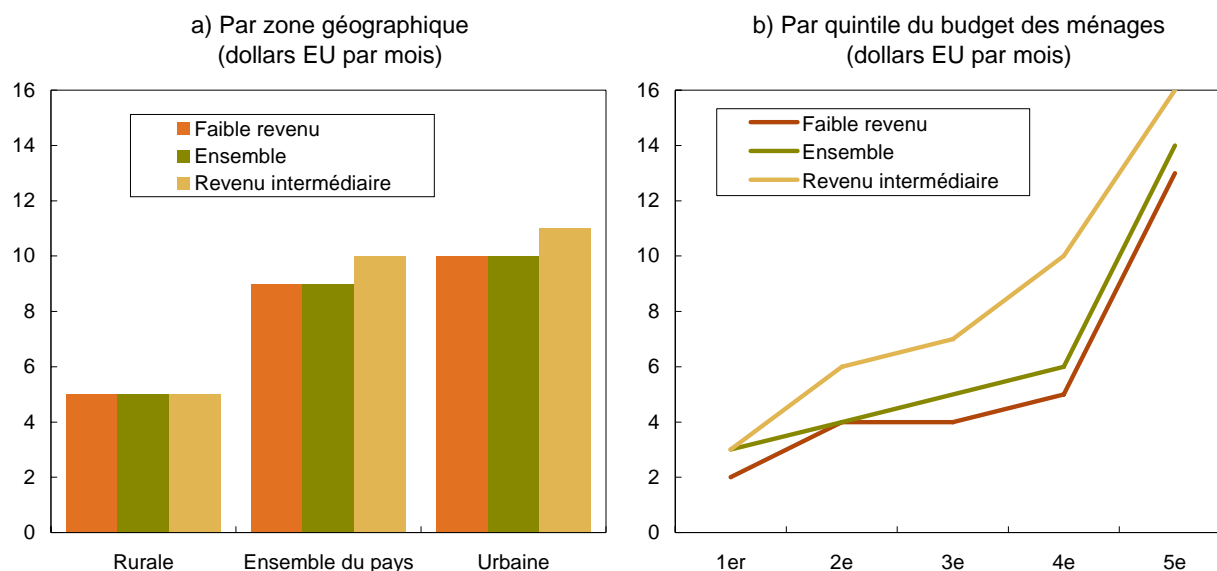 a) Par zone géographique
(dollars EU par mois)
16
14
12
10
8
6
4
2
0
Faible revenu
Ensemble
Revenu intermédiaire
Rurale
Ensemble du pays
Urbaine
b) Par quintile du budget des ménages
(dollars EU par mois)
16
14
12
10
8
6
4
2
0
Faible revenu
Ensemble
Revenu intermédiaire
1er
2e
3e
4e
5e